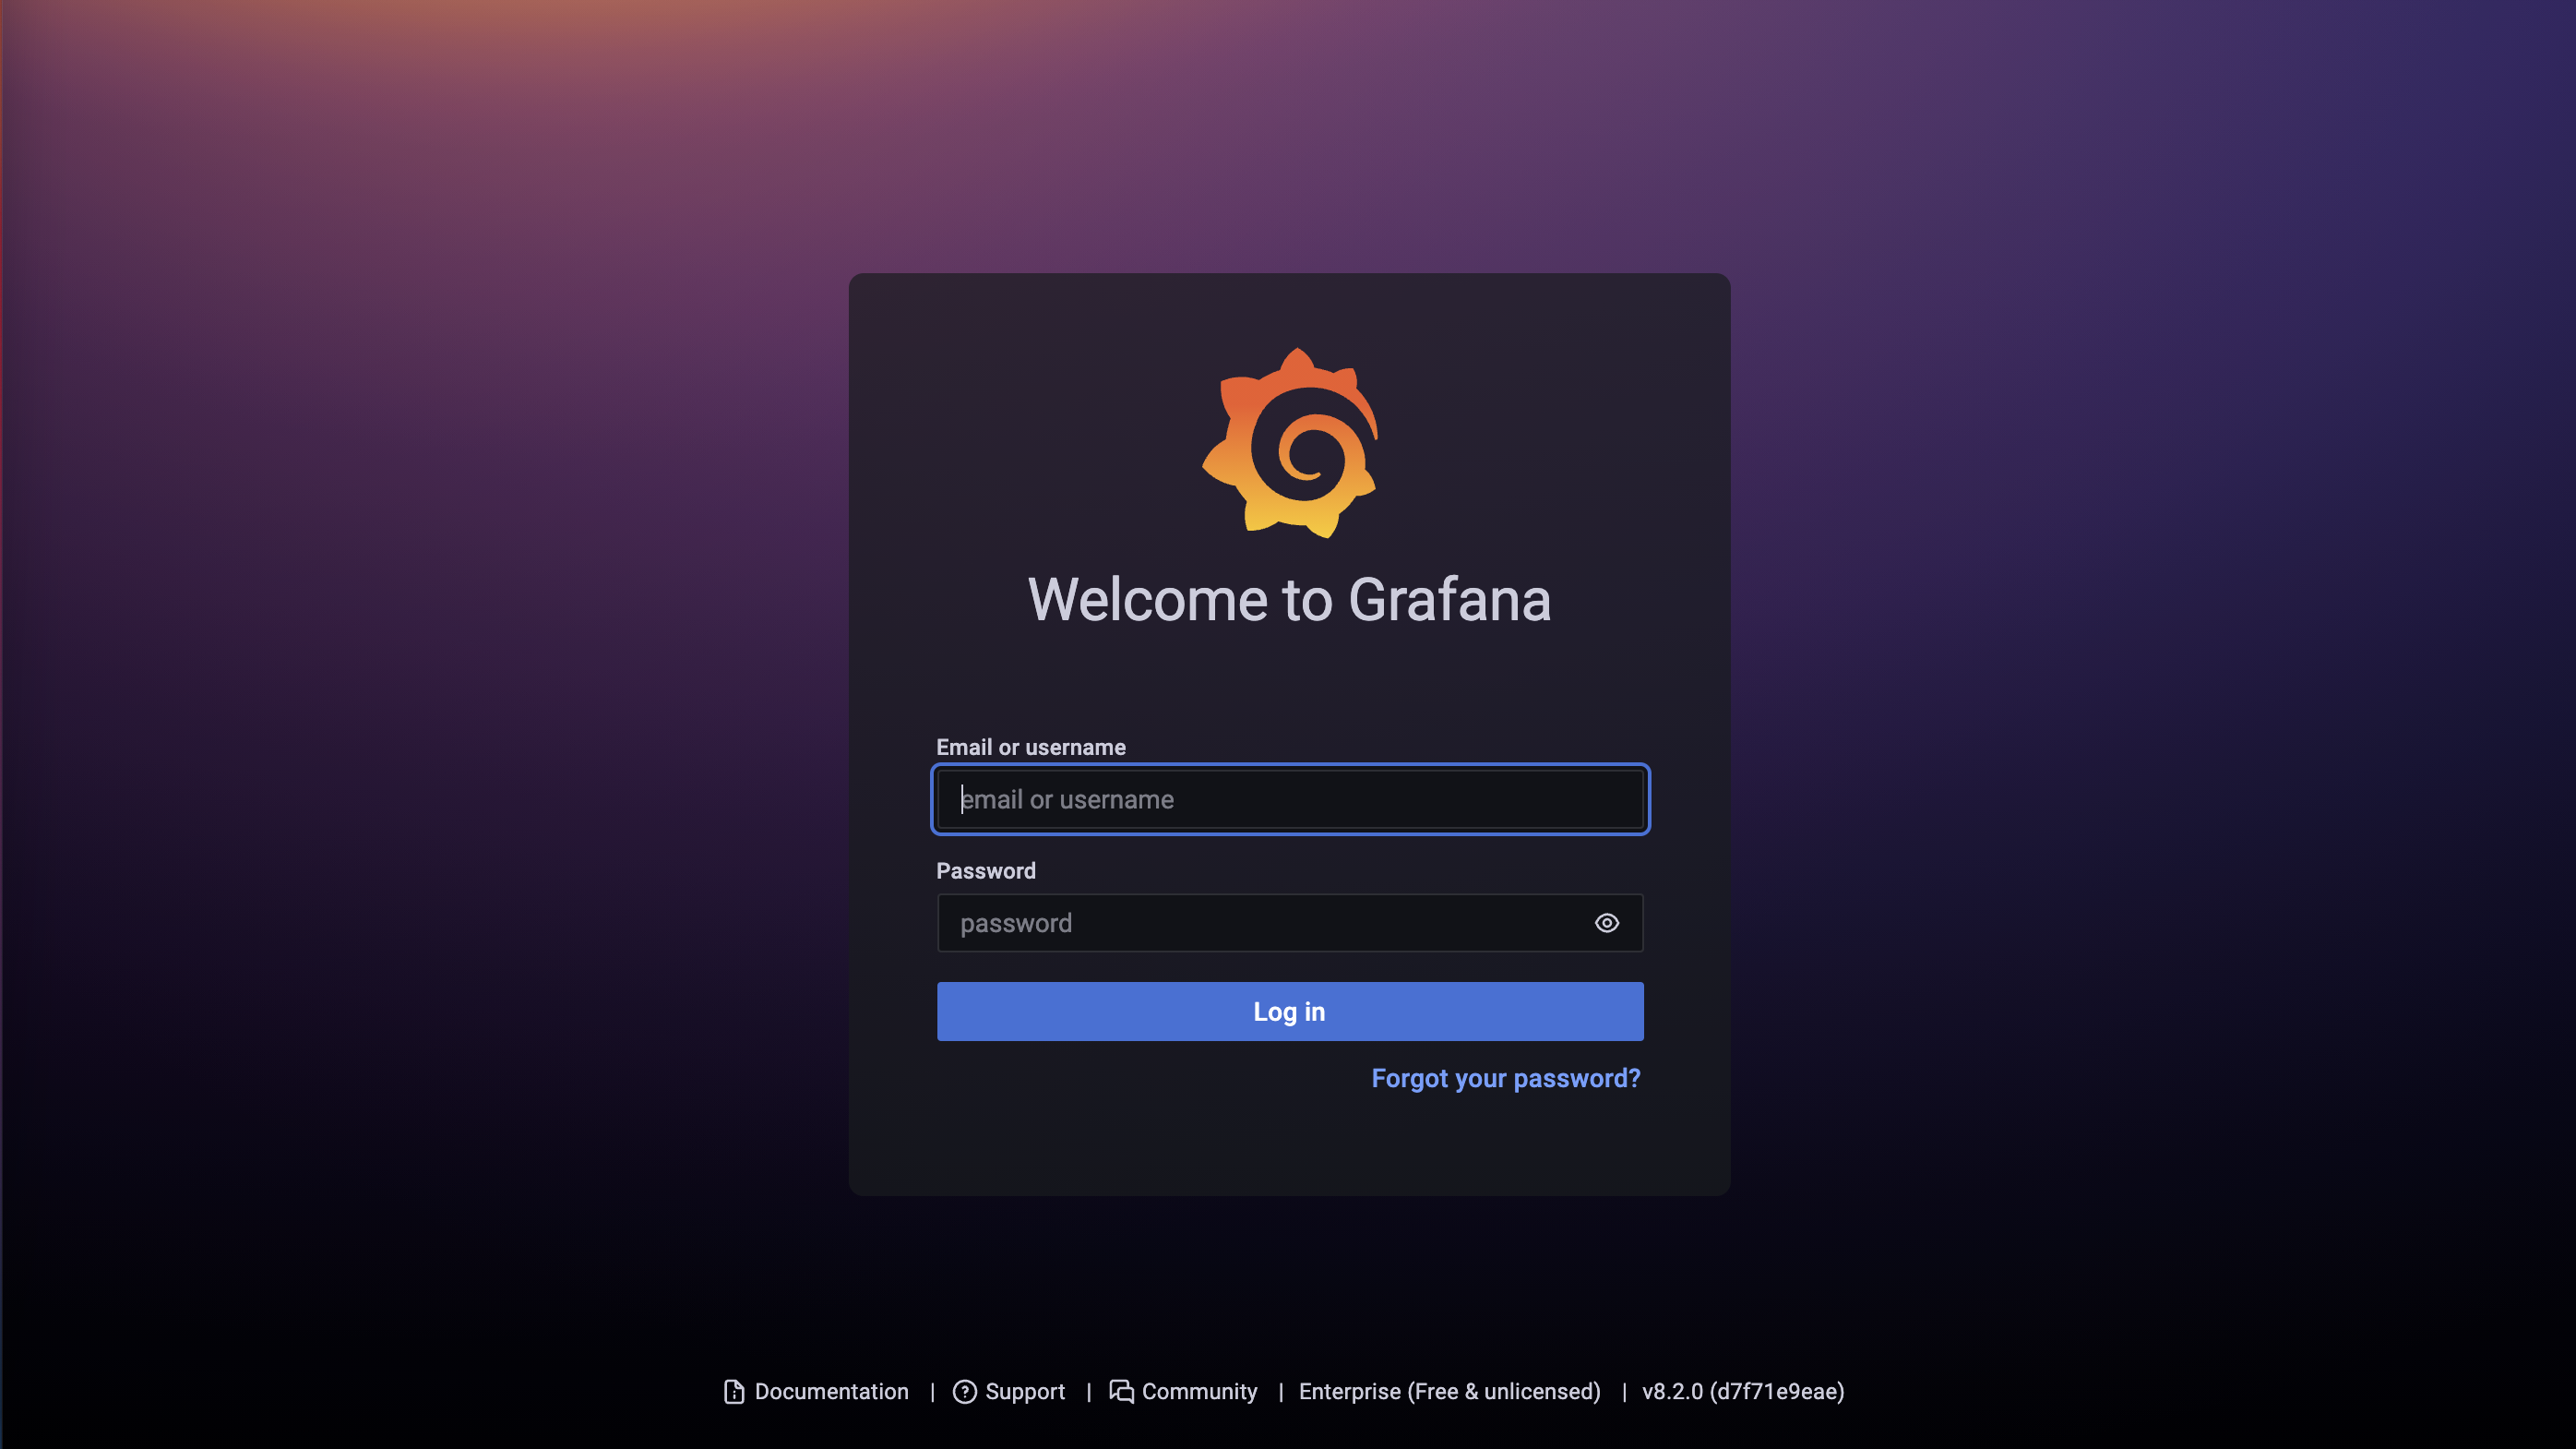 Welcome to Grafana
Email or username
email or username
Password
password
Log in
Forgot your password?
Documentation | Support | Community | Enterprise (Free & unlicensed) | v8.2.0 (d7f71e9eae)